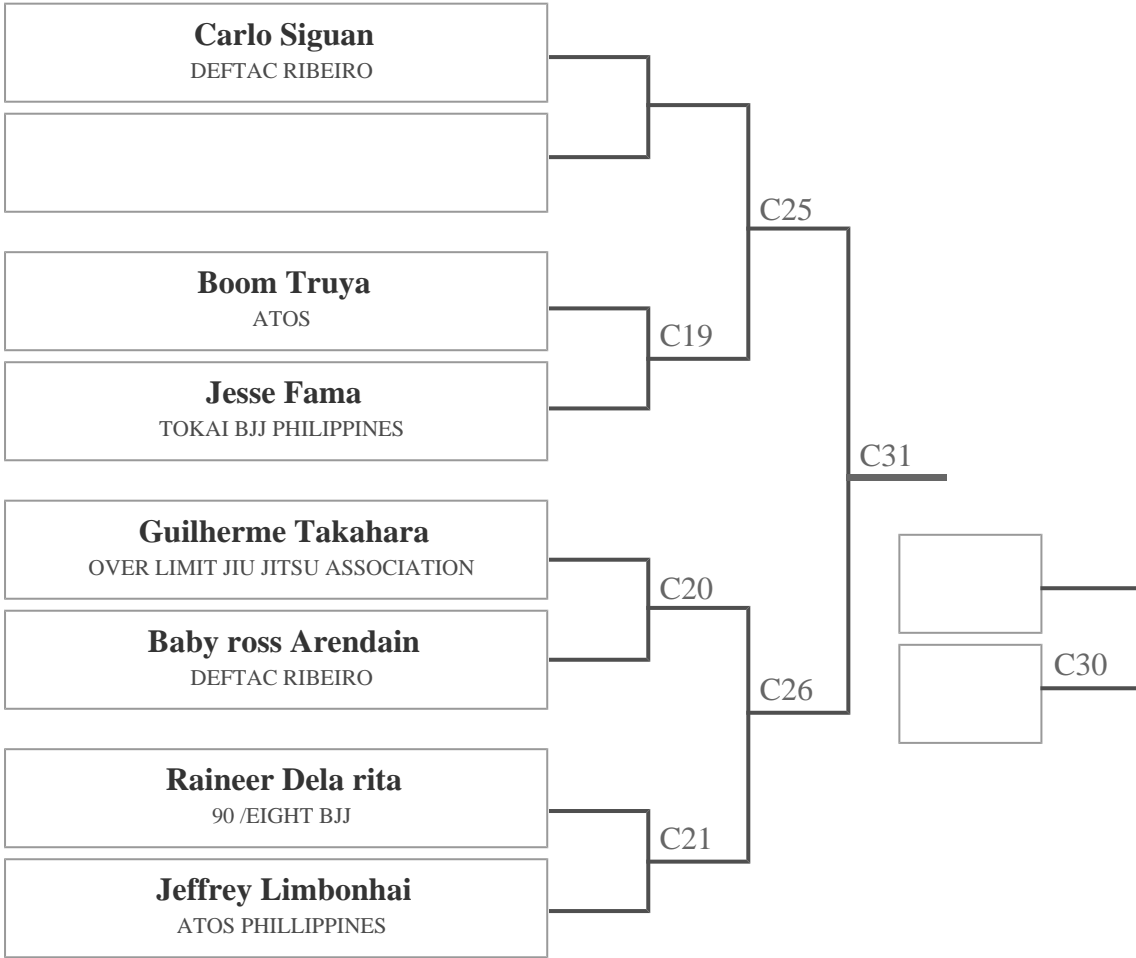 Carlo Siguan
DEFTAC RIBEIRO
C25
Boom Truya
ATOS
C19
Jesse Fama
TOKAI BJJ PHILIPPINES
C31
Guilherme Takahara
OVER LIMIT JIU JITSU ASSOCIATION
C20
Baby ross Arendain
DEFTAC RIBEIRO
C26
C30
Raineer Dela rita
90 /EIGHT BJJ
C21
Jeffrey Limbonhai
ATOS PHILLIPPINES